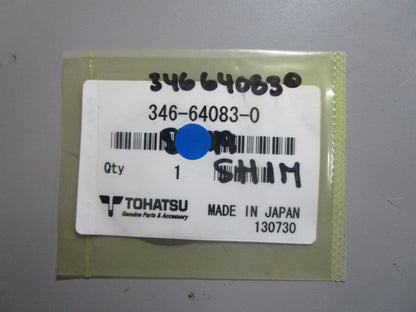 346640830
346-64083-0
Qty 1 SHIM
TOHATSU
Genuine Parts & Accessory
MADE IN JAPAN
130730